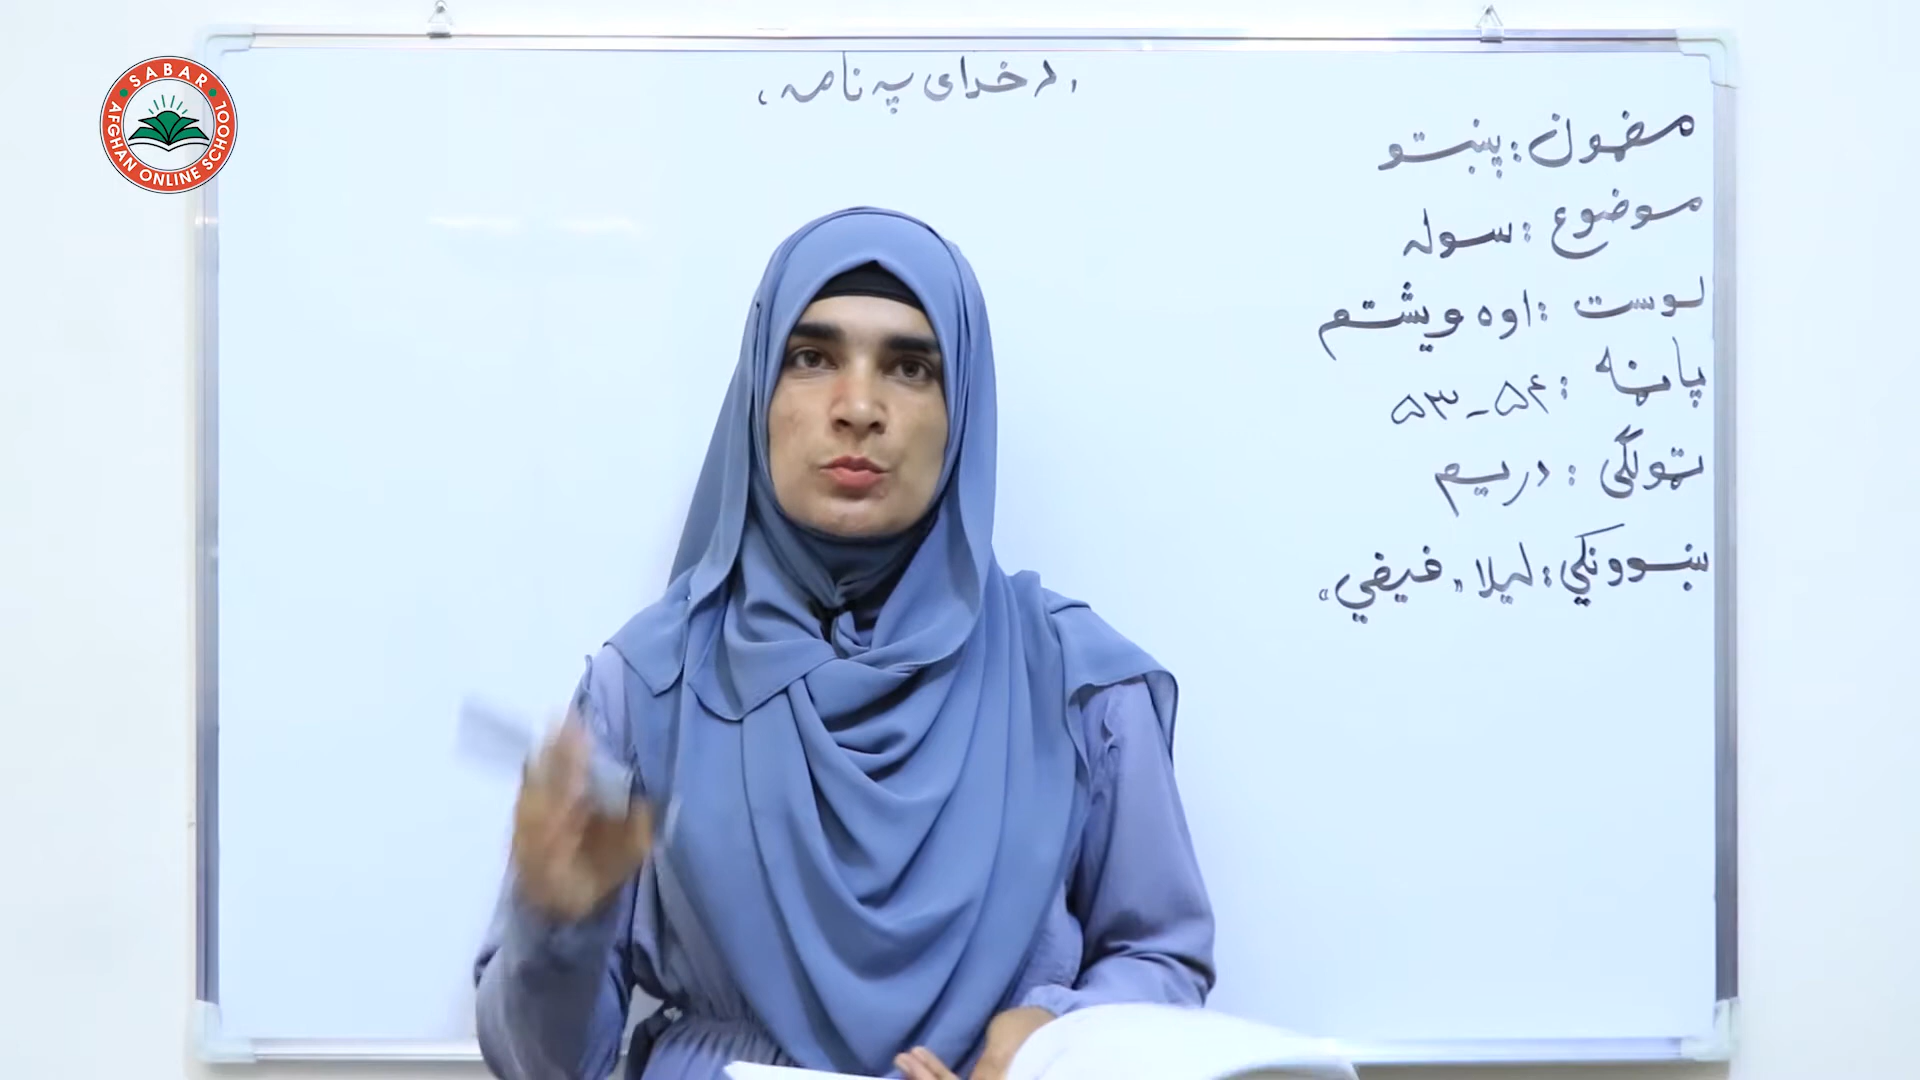 SABAR
AFGHAN ONLINE SCHOOL
د خدای په نامه
مضمون: پښتو
موضوع: سوله
لوست: اوه ویشتم
پاڼه: ۵۴-۵۳
ټولګی: دریم
ښوونکي: لیلا "فیضي"